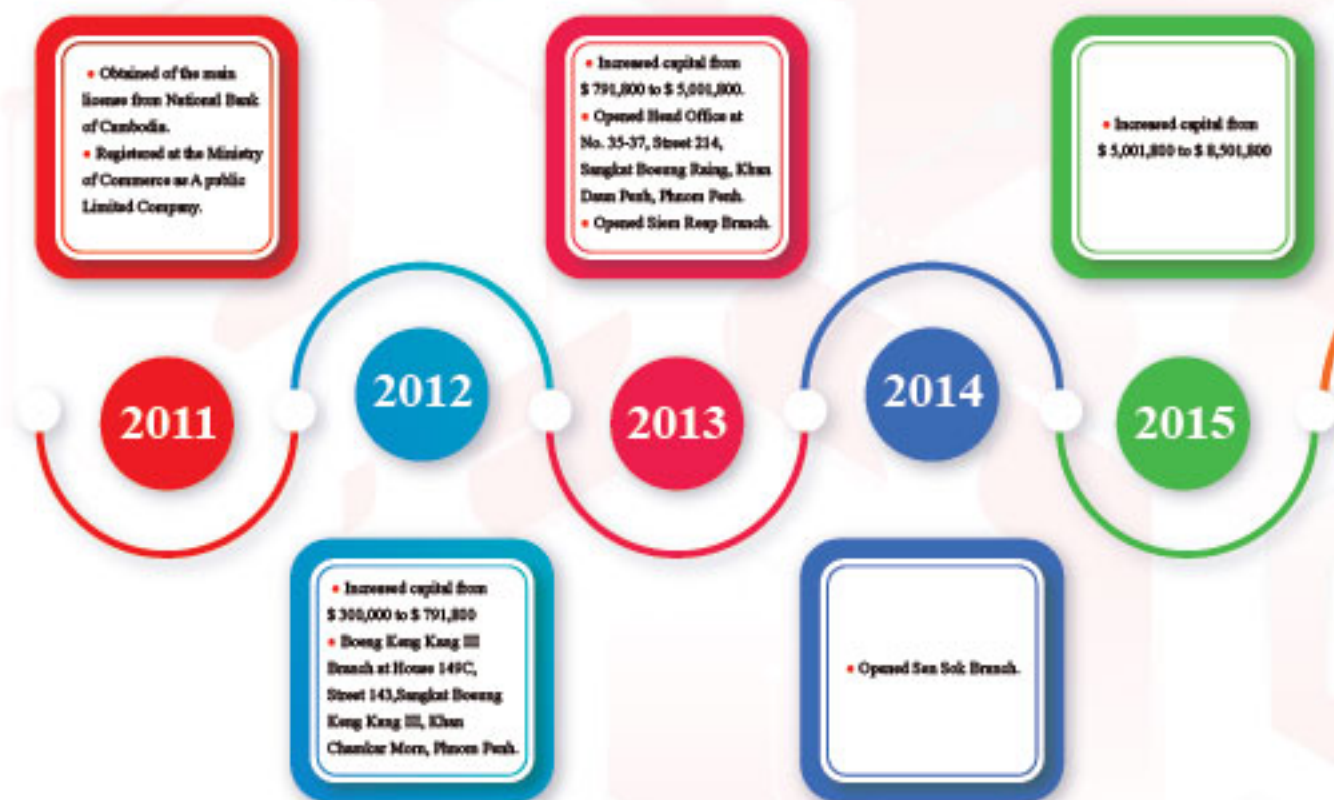 • Obtained of the main
license from National Bank
of Cambodia.
• Registered at the Ministry
of Commerce as A public
Limited Company.
2011
2012
• Increased capital from
$ 300,000 to $ 791,800
• Boeng Keng Kang III
Branch at House 149C,
Street 143,Sangkat Boeung
Keng Kang III, Khan
Chamkar Morn, Phnom Penh.
• Increased capital from
$ 791,800 to $ 5,001,800.
• Opened Head Office at
No. 35-37, Street 214,
Sangkat Boeung Raing, Khan
Daun Penh, Phnom Penh.
• Opened Siem Reap Branch.
2013
2014
• Opened Sen Sok Branch.
• Increased capital from
$ 5,001,800 to $ 8,501,800
2015